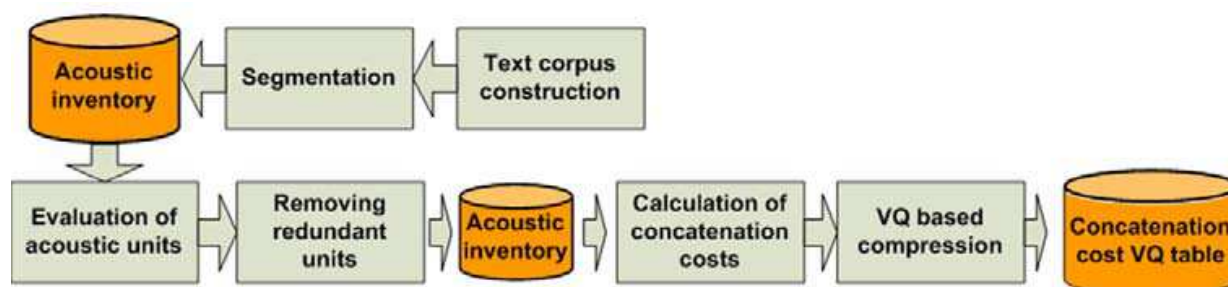 Acoustic
inventory
Segmentation
Text corpus
construction
Evaluation of
acoustic units
Removing
redundant
units
Acoustic
inventory
Calculation of
concatenation
costs
VQ based
compression
Concatenation
cost VQ table